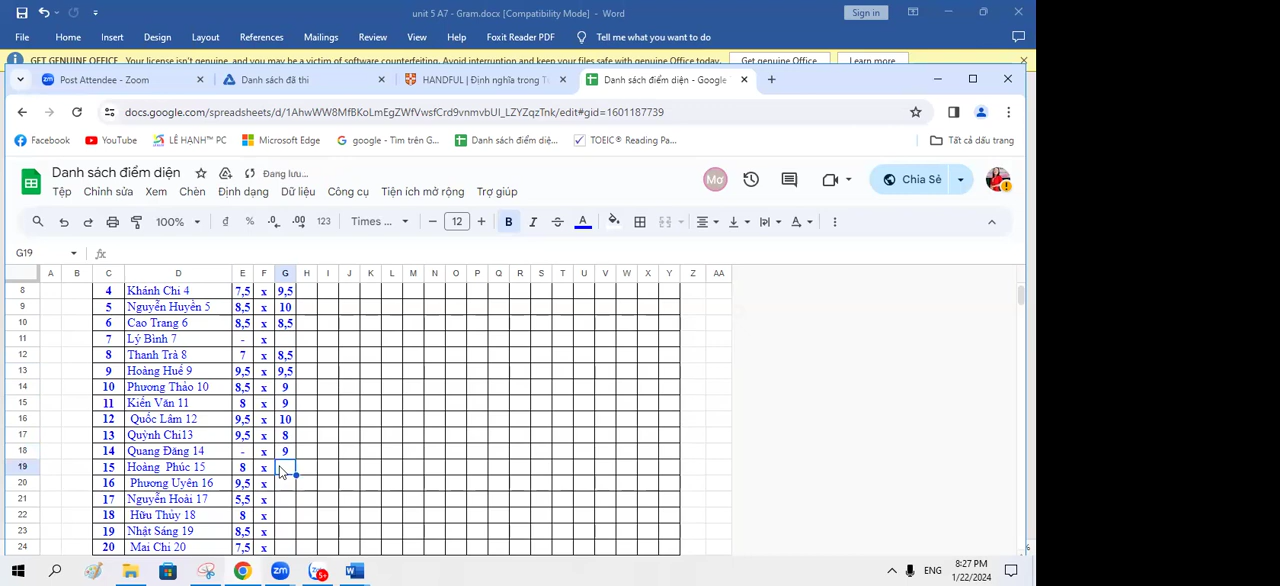 unit 5 A7 - Gram.docx [Compatibility Mode] - Word
Sign in
File Home Insert Design Layout References Mailings Review View Help Foxit Reader PDF Tell me what you want to do
GET GENUINE OFFICE Your license isn't genuine, and you may be a victim of software counterfeiting. Avoid interruption and keep your files safe with genuine Office today. Get genuine Office Learn more
Post Attendee - Zoom Danh sách đã thi HANDFUL | Định nghĩa trong T Danh sách điểm diện - Google
docs.google.com/spreadsheets/d/1AhwWW8MfBKoLmEgZWfVwsfCrd9vnmvbUI_LZYZqzTnk/edit#gid=1601187739
Facebook YouTube LÊ HẠNH™ PC Microsoft Edge google - Tìm trên G... Danh sách điểm diệ... TOEIC® Reading Pa... Tất cả dấu trang
Danh sách điểm diện Đang lưu...
Mơ Chia Sẻ
Tệp Chỉnh sửa Xem Chèn Định dạng Dữ liệu Công cụ Tiện ích mở rộng Trợ giúp
100% đ % .0 .00 123 Times ... 12 B I S A
G19 fx
A B C D E F G H I J K L M N O P Q R S T U V W X Y Z AA
8 4 Khánh Chi 4 7,5 x 9,5
9 5 Nguyễn Huyền 5 8,5 x 10
10 6 Cao Trang 6 8,5 x 8,5
11 7 Lý Bình 7 - x
12 8 Thanh Trà 8 7 x 8,5
13 9 Hoàng Huế 9 9,5 x 9,5
14 10 Phương Thảo 10 8,5 x 9
15 11 Kiến Văn 11 8 x 9
16 12 Quốc Lâm 12 9,5 x 10
17 13 Quỳnh Chi13 9,5 x 8
18 14 Quang Đăng 14 - x 9
19 15 Hoàng Phúc 15 8 x
20 16 Phương Uyên 16 9,5 x
21 17 Nguyễn Hoài 17 5,5 x
22 18 Hữu Thủy 18 8 x
23 19 Nhật Sáng 19 8,5 x
24 20 Mai Chi 20 7,5 x
ENG 8:27 PM
1/22/2024